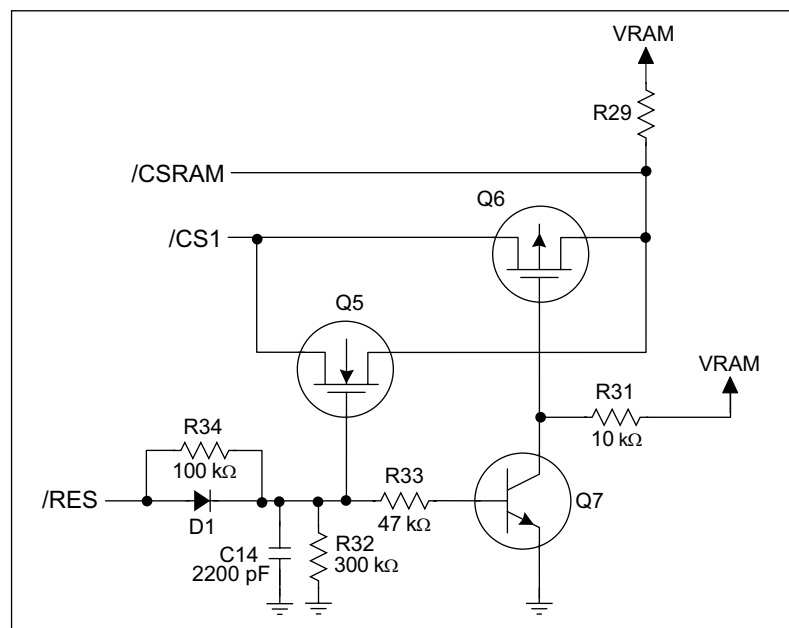 VRAM
R29
/CSRAM
Q6
/CS1
Q5
VRAM
R31
10 kΩ
R34
100 kΩ
R33
47 kΩ
Q7
/RES
D1
C14
2200 pF
R32
300 kΩ